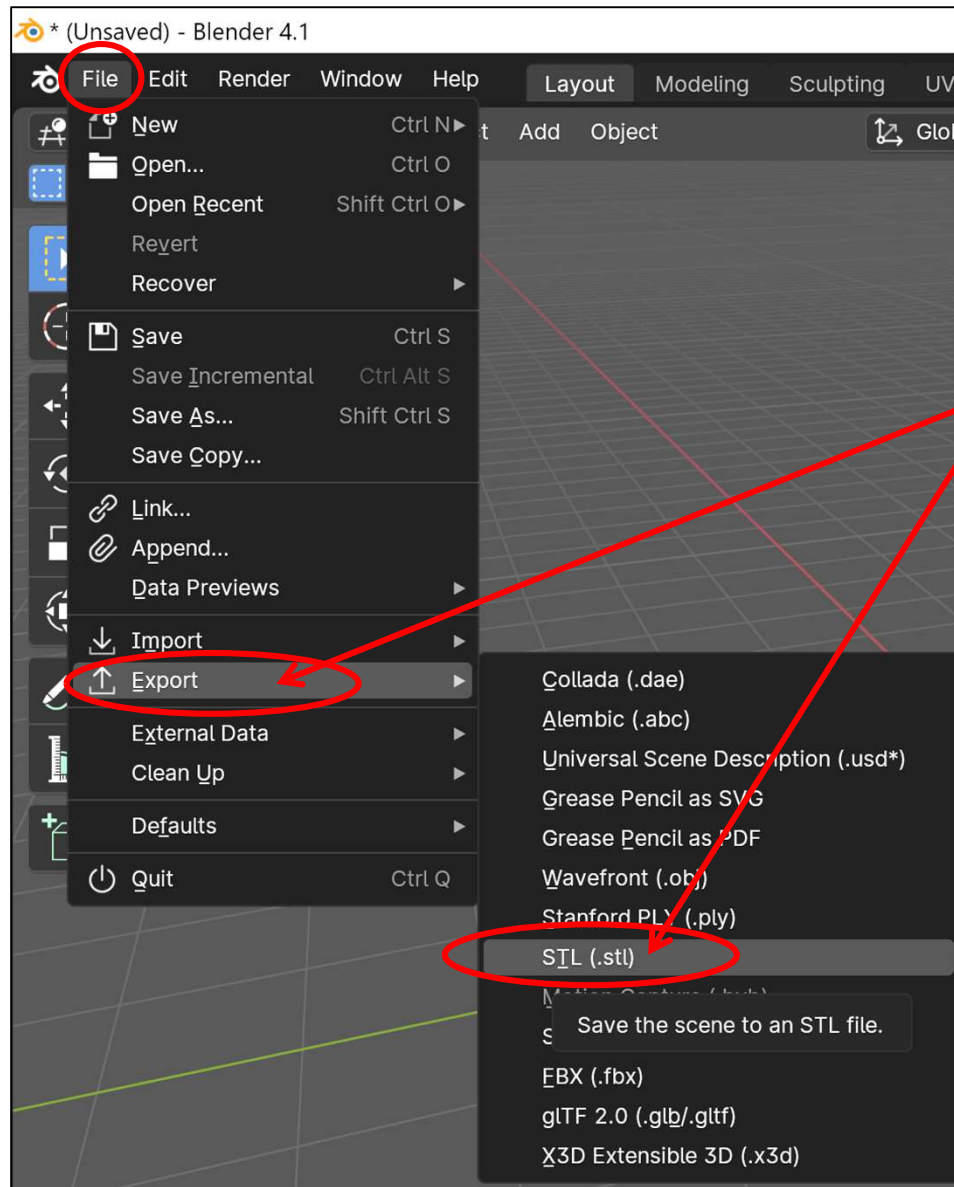 * (Unsaved) - Blender 4.1
File Edit Render Window Help Layout Modeling Sculpting UV
Add Object
New Ctrl N
Open... Ctrl O
Open Recent Shift Ctrl O
Revert
Recover
Save Ctrl S
Save Incremental Ctrl Alt S
Save As... Shift Ctrl S
Save Copy...
Link...
Append...
Data Previews
Import
Export
External Data
Clean Up
Defaults
Quit Ctrl Q
Collada (.dae)
Alembic (.abc)
Universal Scene Description (.usd*)
Grease Pencil as SVG
Grease Pencil as PDF
Wavefront (.obj)
Stanford PLY (.ply)
STL (.stl)
Motion Capture (.bvh)
Save the scene to an STL file.
FBX (.fbx)
glTF 2.0 (.glb/.gltf)
X3D Extensible 3D (.x3d)